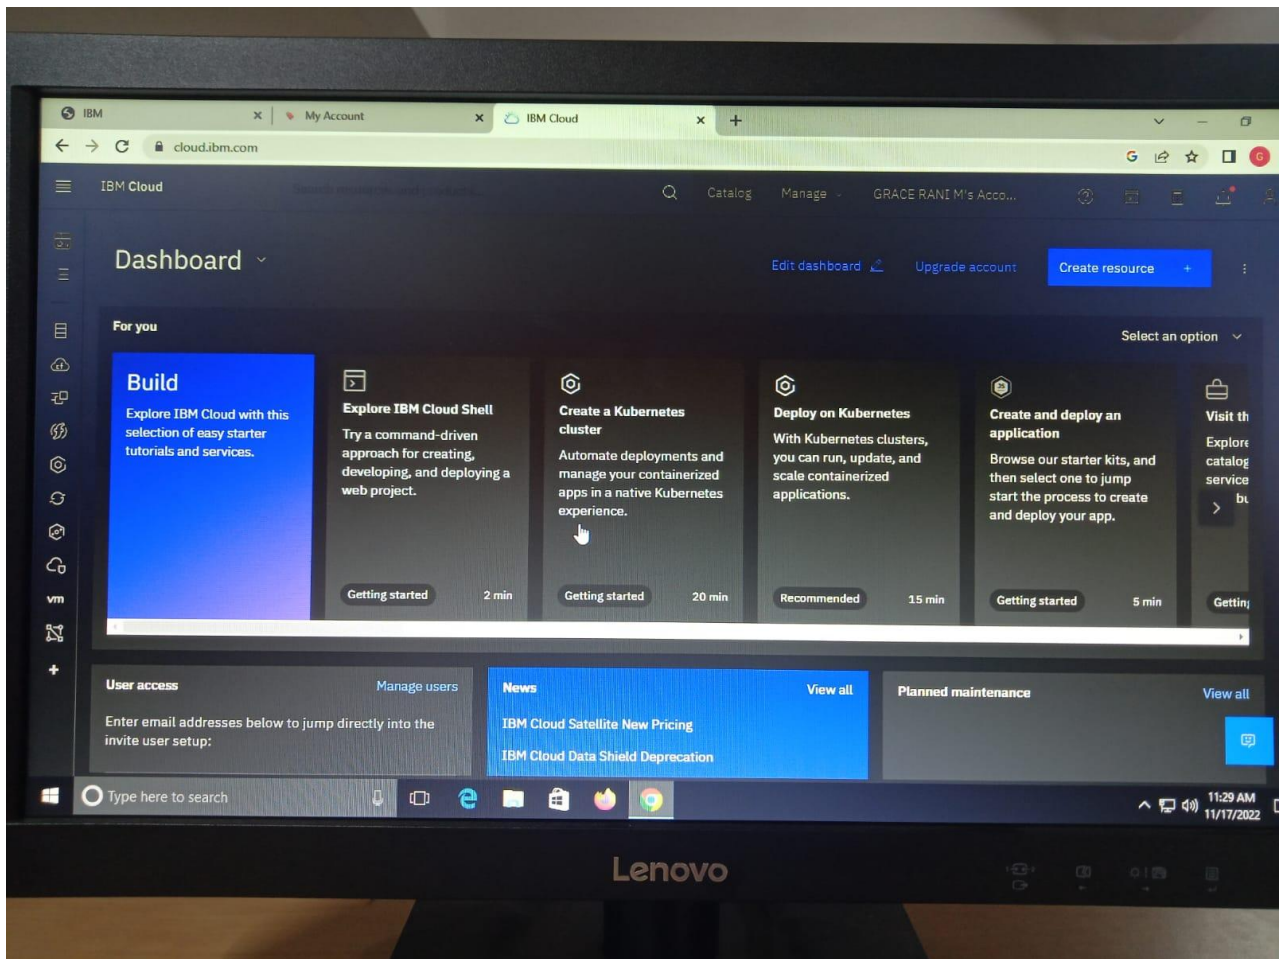 IBM
My Account
IBM Cloud
cloud.ibm.com
G
IBM Cloud
Catalog
Manage
GRACE RANI M's Acco...
Dashboard
Edit dashboard
Upgrade account
Create resource +
For you
Select an option
Build
Explore IBM Cloud with this
selection of easy starter
tutorials and services.
Explore IBM Cloud Shell
Try a command-driven
approach for creating,
developing, and deploying a
web project.
Getting started
2 min
Create a Kubernetes
cluster
Automate deployments and
manage your containerized
apps in a native Kubernetes
experience.
Getting started
20 min
Deploy on Kubernetes
With Kubernetes clusters,
you can run, update, and
scale containerized
applications.
Recommended
15 min
Create and deploy an
application
Browse our starter kits, and
then select one to jump
start the process to create
and deploy your app.
Getting started
5 min
Visit th
Explore
catalog
service
bu
Getting
vm
User access
Manage users
Enter email addresses below to jump directly into the
invite user setup:
News
View all
IBM Cloud Satellite New Pricing
IBM Cloud Data Shield Deprecation
Planned maintenance
View all
Type here to search
11:29 AM
11/17/2022
Lenovo